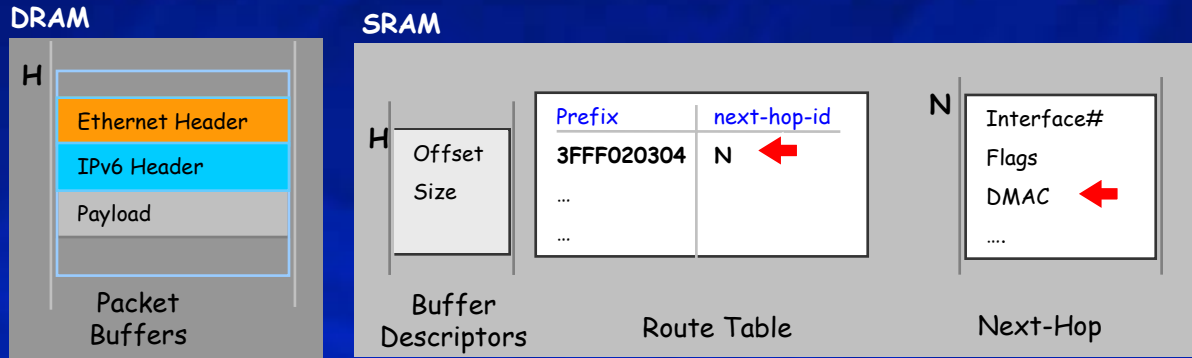 DRAM
H
Ethernet Header
IPv6 Header
Payload
Packet
Buffers
SRAM
H
Offset
Size
Buffer
Descriptors
Prefix next-hop-id
3FFF020304 N
…
…
Route Table
N
Interface#
Flags
DMAC
….
Next-Hop